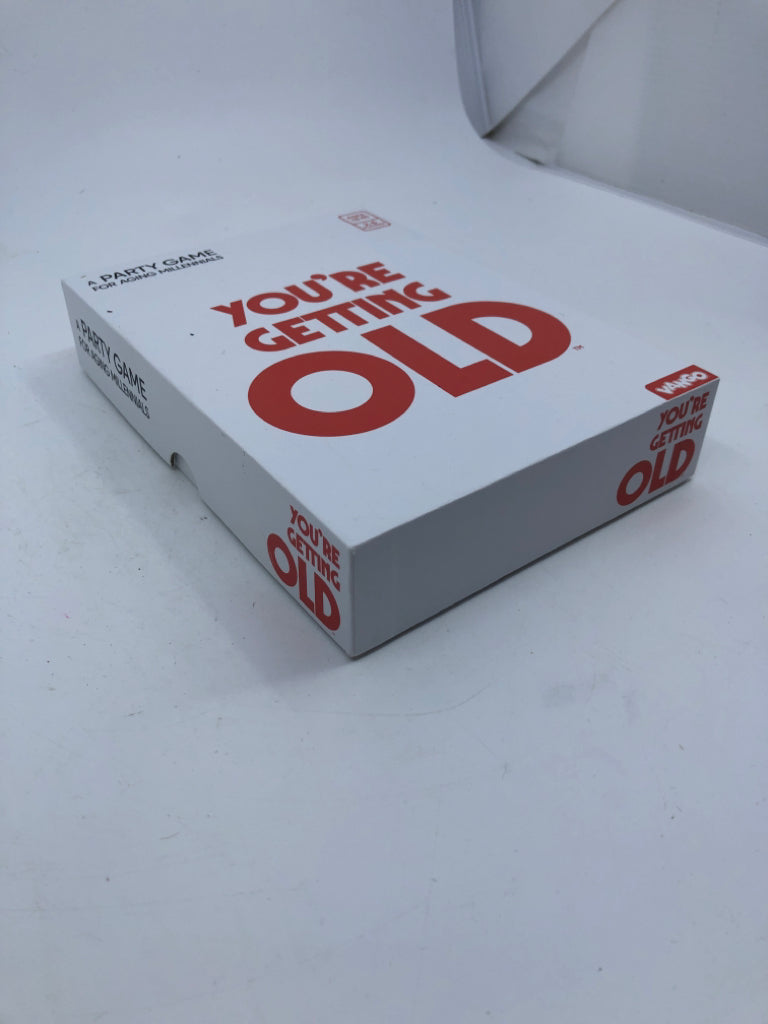 A PARTY GAME
FOR AGING MILLENNIALS
YOU'RE
GETTING
OLD
™
A PARTY GAME
FOR AGING MILLENNIALS
YOU'RE
GETTING
OLD
YOU'RE
GETTING
OLD